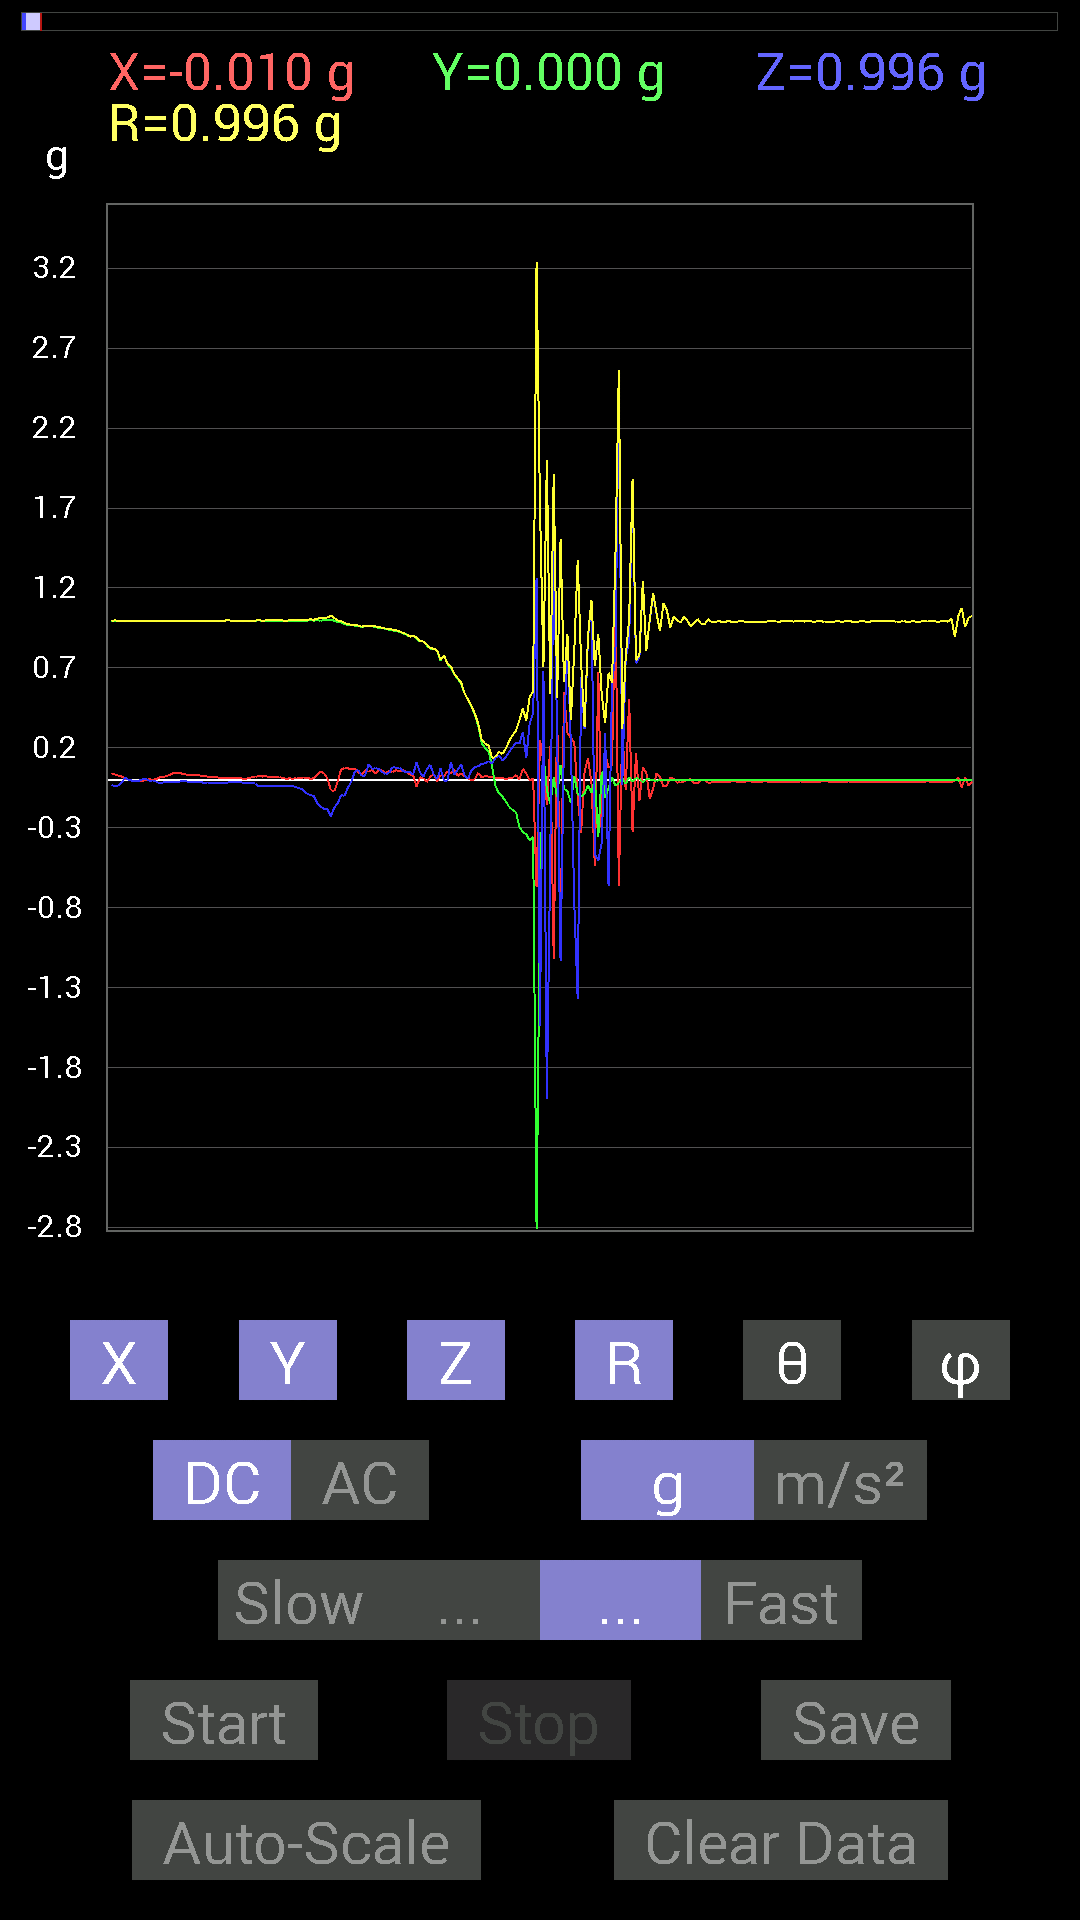 X=-0.010 g Y=0.000 g Z=0.996 g
R=0.996 g
g
3.2
2.7
2.2
1.7
1.2
0.7
0.2
-0.3
-0.8
-1.3
-1.8
-2.3
-2.8
X Y Z R θ φ
DC AC g m/s²
Slow ... ... Fast
Start Stop Save
Auto-Scale Clear Data